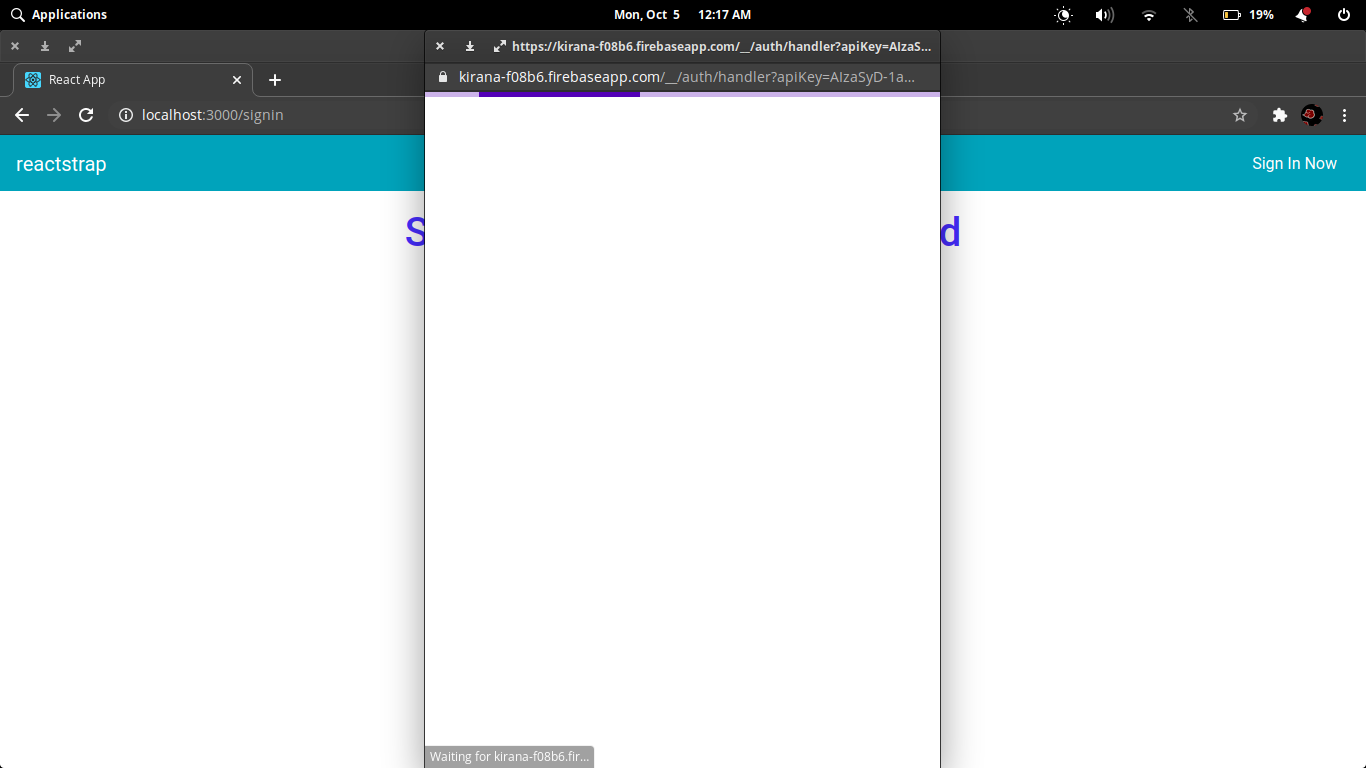 Applications
Mon, Oct 5 12:17 AM
19%
https://kirana-f08b6.firebaseapp.com/__/auth/handler?apiKey=AIzaS...
React App
kirana-f08b6.firebaseapp.com/__/auth/handler?apiKey=AIzaSyD-1a...
localhost:3000/signin
reactstrap
Sign In Now
S
d
Waiting for kirana-f08b6.fir...